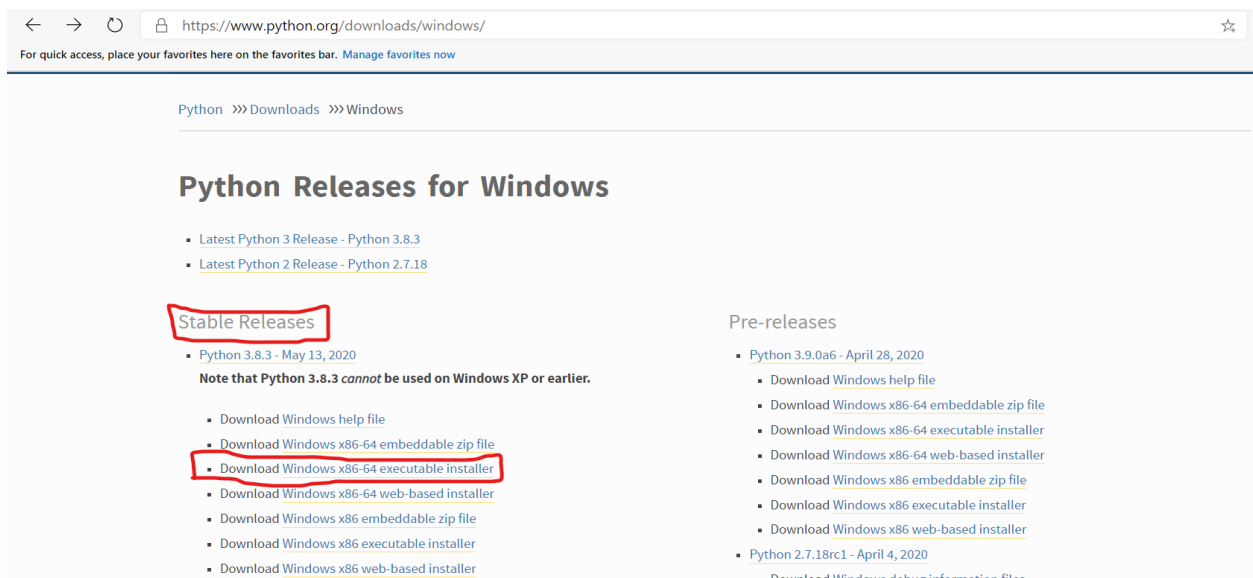 https://www.python.org/downloads/windows/
For quick access, place your favorites here on the favorites bar. Manage favorites now
Python >>> Downloads >>> Windows
Python Releases for Windows
Latest Python 3 Release - Python 3.8.3
Latest Python 2 Release - Python 2.7.18
Stable Releases
Python 3.8.3 - May 13, 2020
Note that Python 3.8.3 cannot be used on Windows XP or earlier.
Download Windows help file
Download Windows x86-64 embeddable zip file
Download Windows x86-64 executable installer
Download Windows x86-64 web-based installer
Download Windows x86 embeddable zip file
Download Windows x86 executable installer
Download Windows x86 web-based installer
Pre-releases
Python 3.9.0a6 - April 28, 2020
Download Windows help file
Download Windows x86-64 embeddable zip file
Download Windows x86-64 executable installer
Download Windows x86-64 web-based installer
Download Windows x86 embeddable zip file
Download Windows x86 executable installer
Download Windows x86 web-based installer
Python 2.7.18rc1 - April 4, 2020
Download Windows debug information files